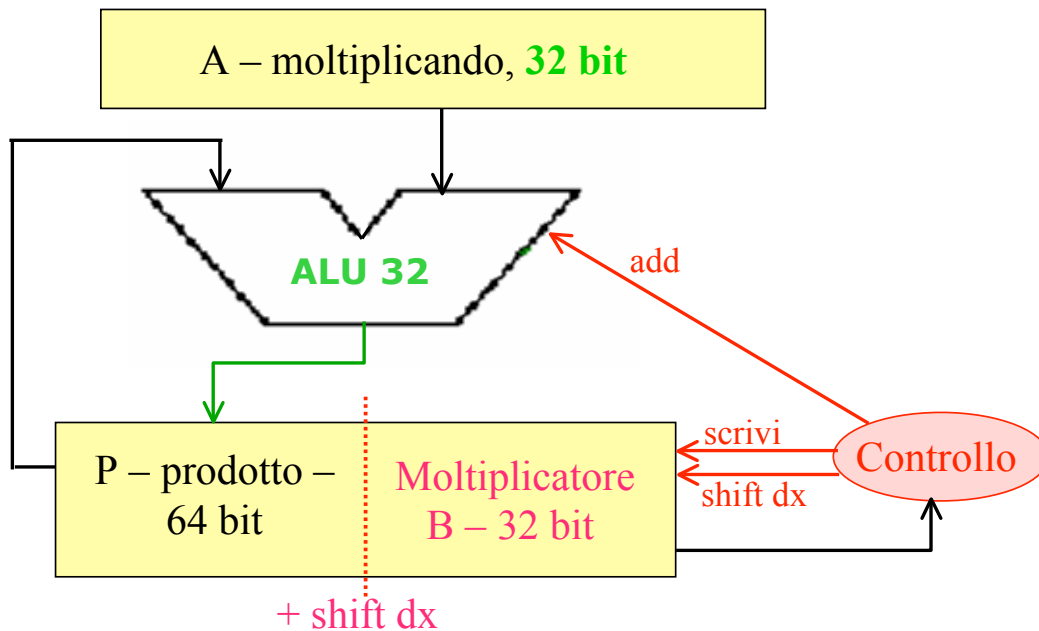 A – moltiplicando, 32 bit
ALU 32
add
P – prodotto –
64 bit
Moltiplicatore
B – 32 bit
scrivi
shift dx
Controllo
+ shift dx